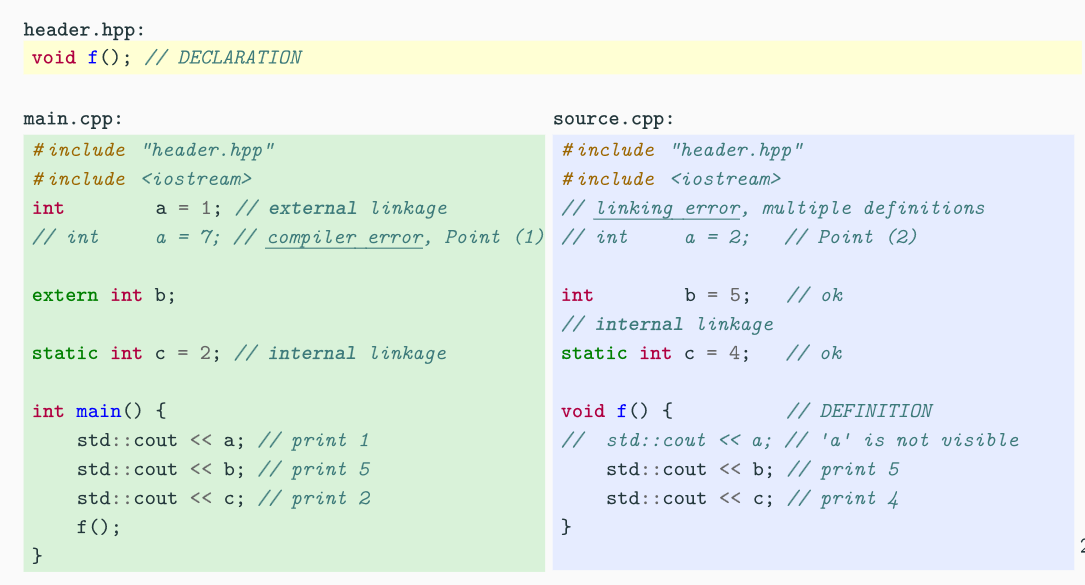 header.hpp:
void f(); // DECLARATION
main.cpp:
#include "header.hpp"
#include <iostream>
int a = 1; // external linkage
// int a = 7; // compiler error, Point (1)
extern int b;
static int c = 2; // internal linkage
int main() {
std::cout << a; // print 1
std::cout << b; // print 5
std::cout << c; // print 2
f();
}
source.cpp:
#include "header.hpp"
#include <iostream>
// linking error, multiple definitions
// int a = 2; // Point (2)
int b = 5; // ok
// internal linkage
static int c = 4; // ok
void f() { // DEFINITION
// std::cout << a; // 'a' is not visible
std::cout << b; // print 5
std::cout << c; // print 4
}